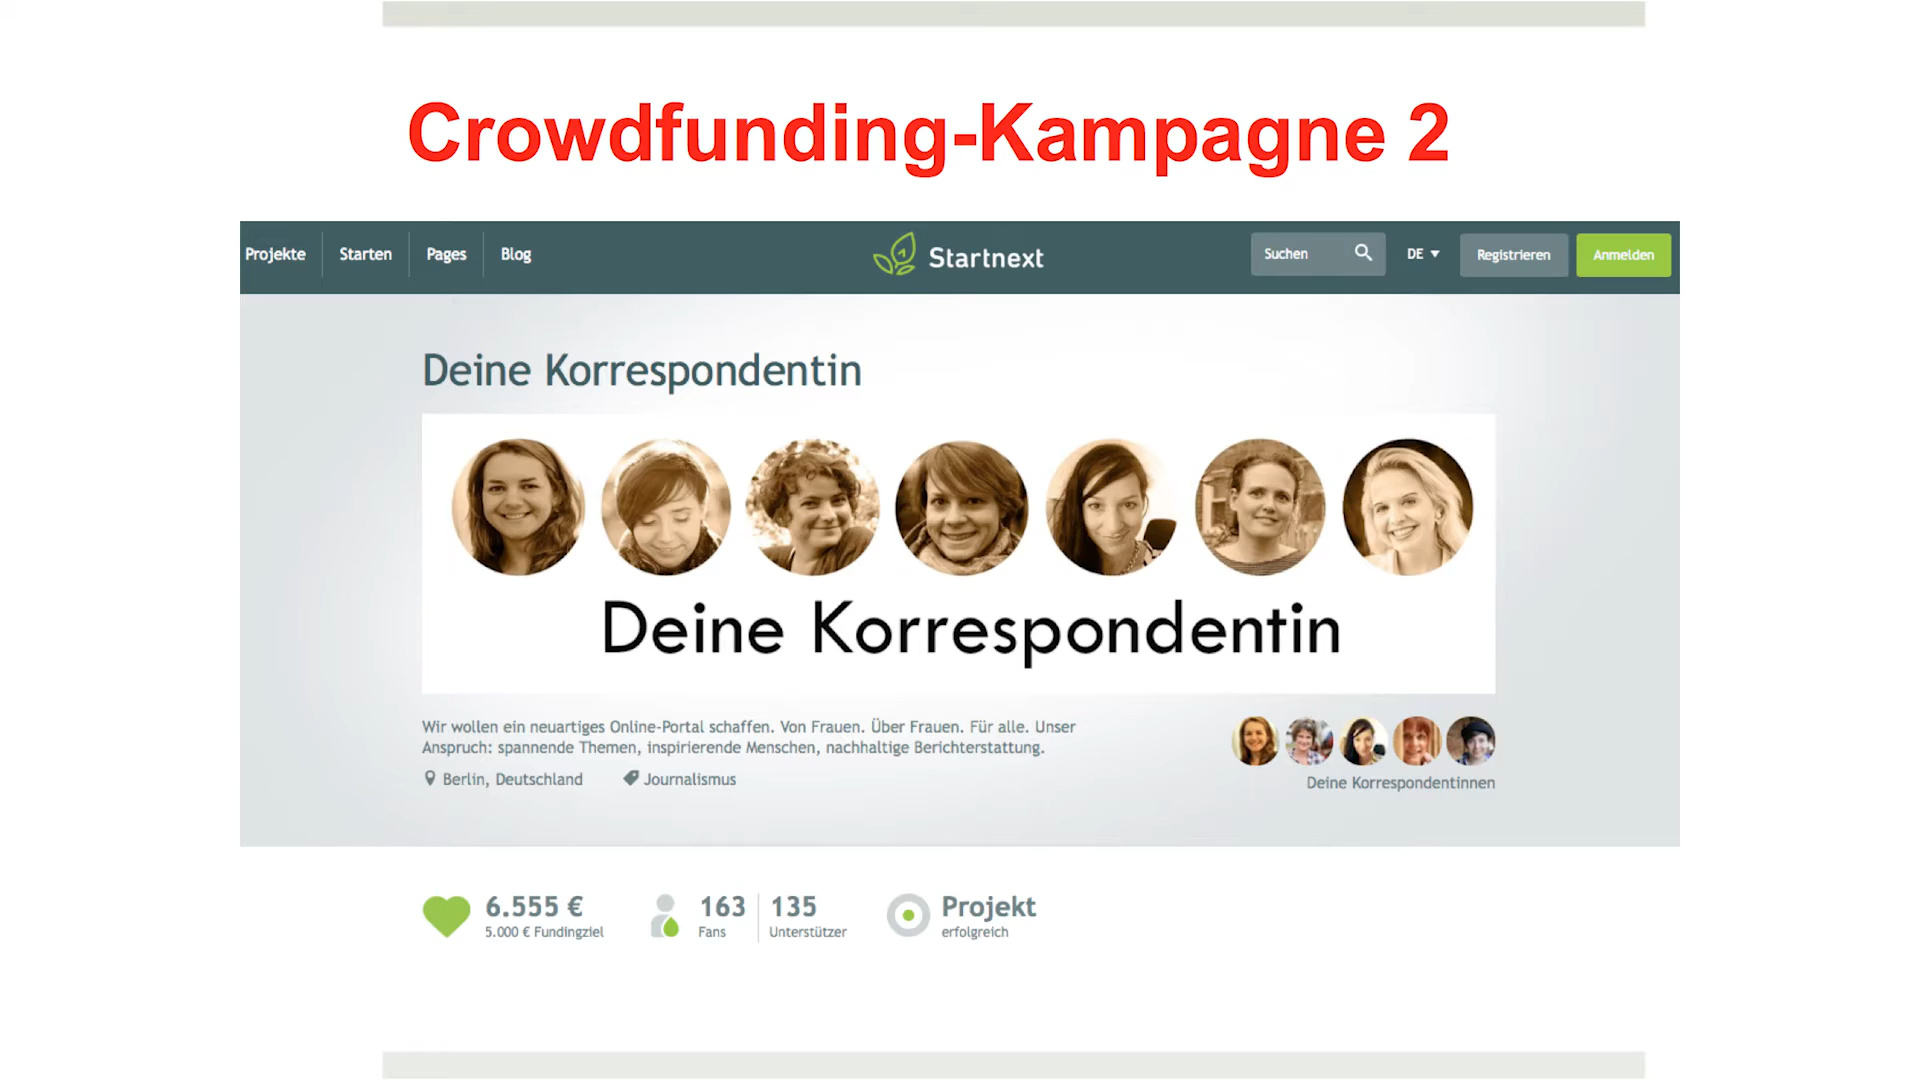 Crowdfunding-Kampagne 2
Projekte Starten Pages Blog Startnext Suchen DE Registrieren Anmelden
Deine Korrespondentin
Deine Korrespondentin
Wir wollen ein neuartiges Online-Portal schaffen. Von Frauen. Über Frauen. Für alle. Unser
Anspruch: spannende Themen, inspirierende Menschen, nachhaltige Berichterstattung.
Berlin, Deutschland Journalismus
Deine Korrespondentinnen
6.555 € 163 135 Projekt
5.000 € Fundingziel Fans Unterstützer erfolgreich